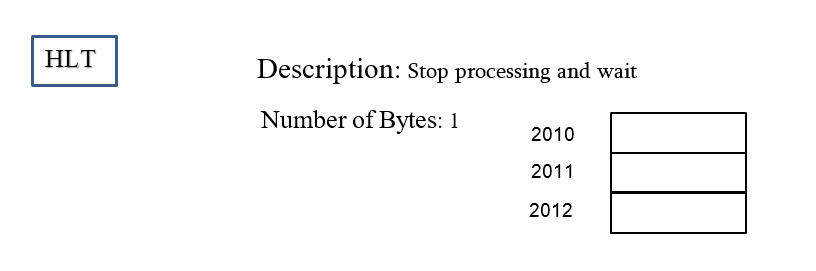 HLT
Description: Stop processing and wait
Number of Bytes: 1
2010
2011
2012